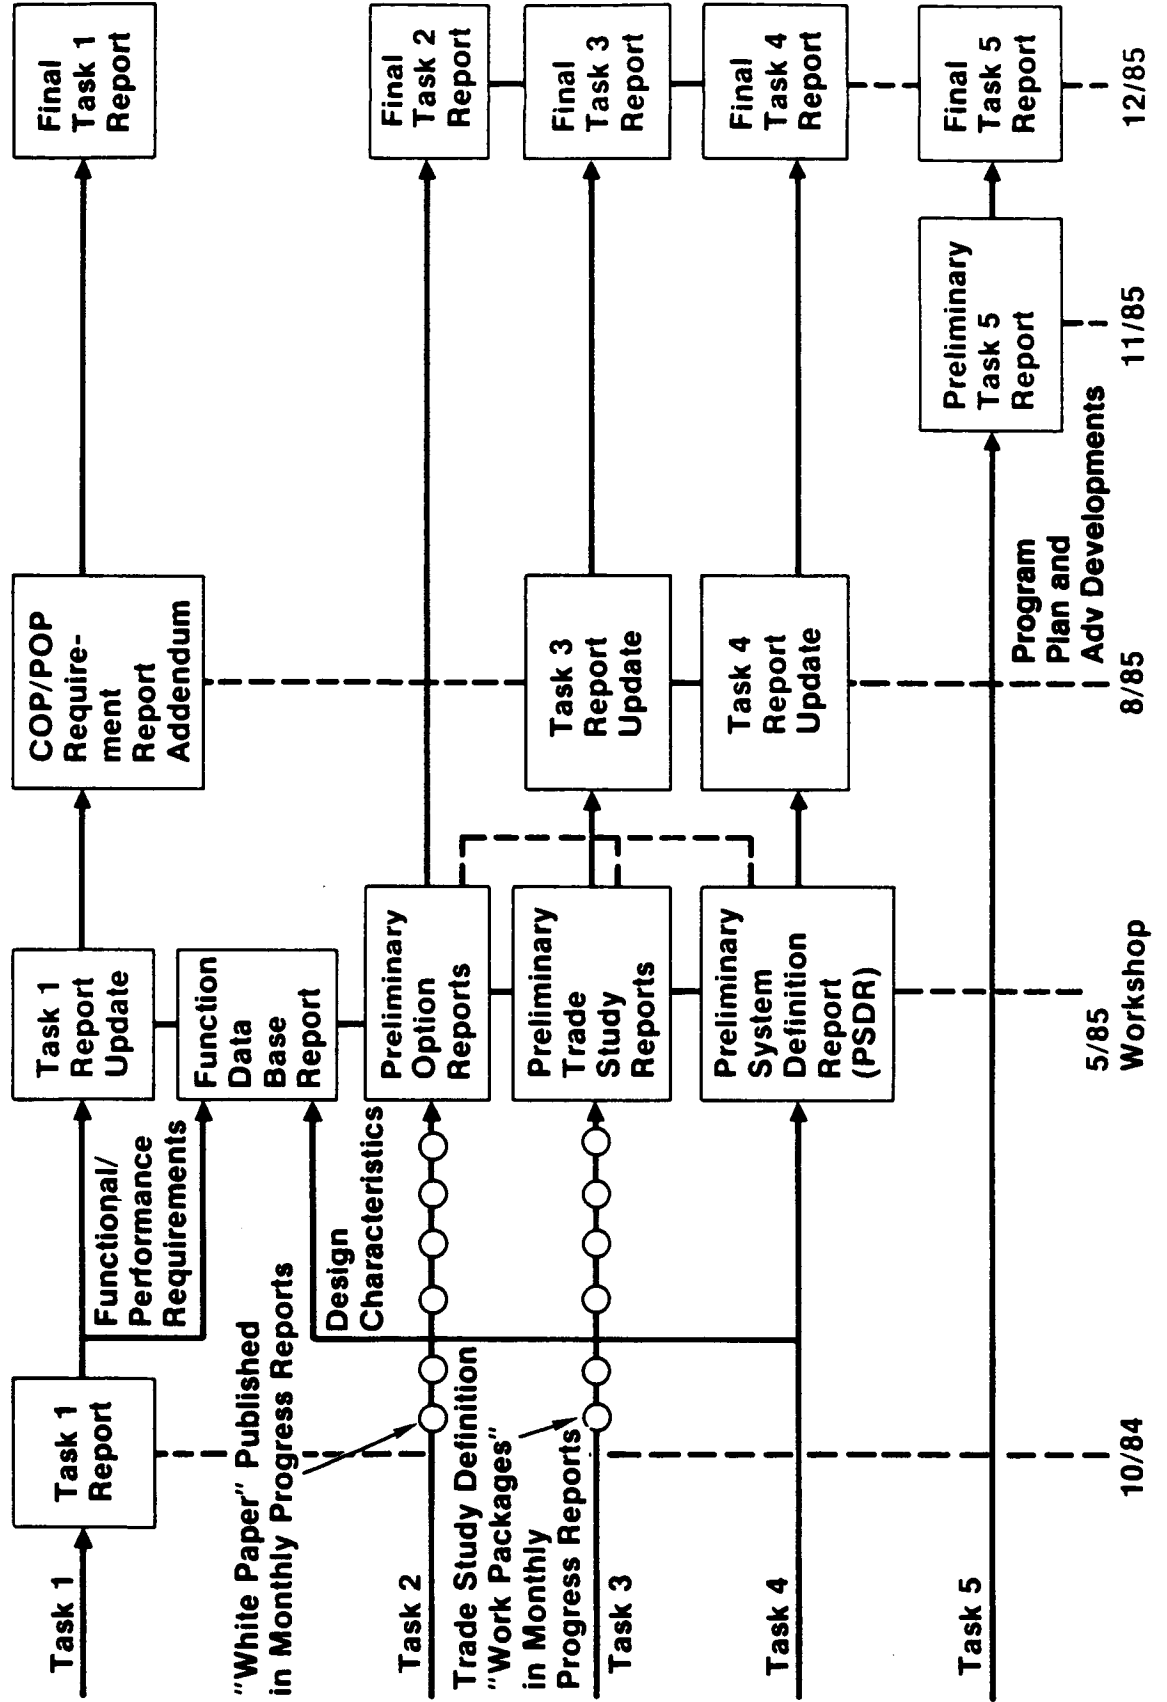 Task 1
Task 1
Report
Functional/
Performance
Requirements
Task 1
Report
Update
COP/POP
Require-
ment
Report
Addendum
Final
Task 1
Report
Function
Data
Base
Report
"White Paper" Published
in Monthly Progress Reports
Design
Characteristics
Task 2
Preliminary
Option
Reports
Final
Task 2
Report
Trade Study Definition
"Work Packages"
in Monthly
Progress Reports
Task 3
Preliminary
Trade
Study
Reports
Task 3
Report
Update
Final
Task 3
Report
Task 4
Preliminary
System
Definition
Report
(PSDR)
Task 4
Report
Update
Final
Task 4
Report
Task 5
Program
Plan and
Adv Developments
Preliminary
Task 5
Report
Final
Task 5
Report
10/84
5/85
Workshop
8/85
11/85
12/85